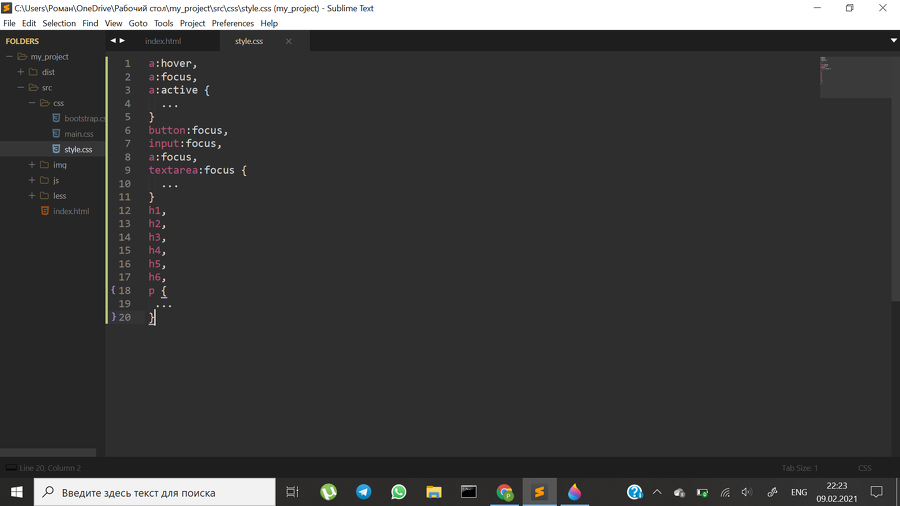 C:\Users\Роман\OneDrive\Рабочий стол\my_project\src\css\style.css (my_project) - Sublime Text
File Edit Selection Find View Goto Tools Project Preferences Help
FOLDERS
my_project
dist
src
css
bootstrap.cs
main.css
style.css
img
js
less
index.html
index.html
style.css
1 a:hover,
2 a:focus,
3 a:active {
4 ...
5 }
6 button:focus,
7 input:focus,
8 a:focus,
9 textarea:focus {
10 ...
11 }
12 h1,
13 h2,
14 h3,
15 h4,
16 h5,
17 h6,
18 p {
19 ...
20 }
Line 20, Column 2
Tab Size: 1
CSS
Введите здесь текст для поиска
ENG
22:23
09.02.2021